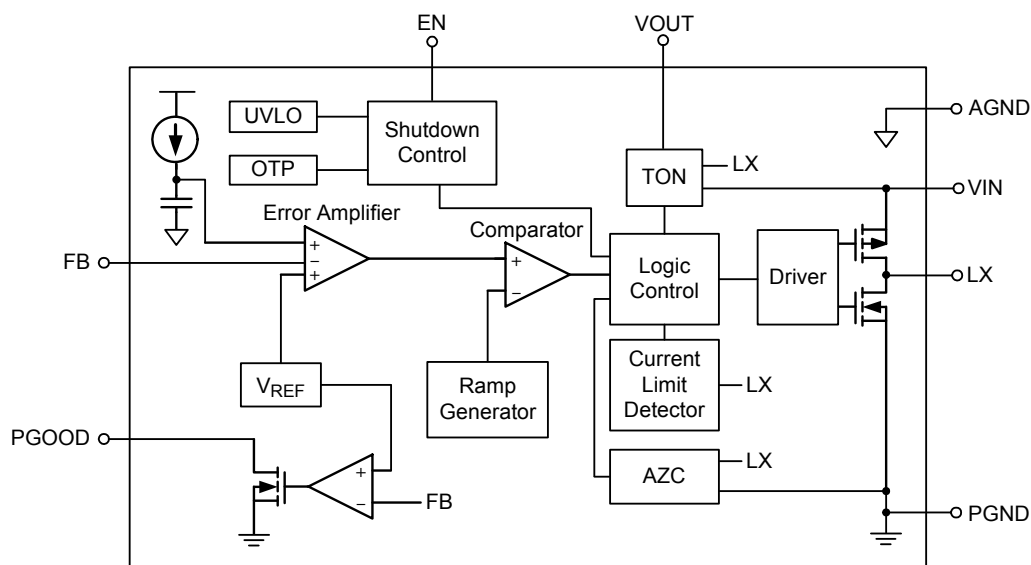 EN
VOUT
AGND
UVLO
Shutdown
Control
OTP
TON
LX
VIN
Error Amplifier
Comparator
+
−
+
FB
+
−
Logic
Control
Driver
LX
VREF
Ramp
Generator
Current
Limit
Detector
LX
PGOOD
+
−
FB
AZC
LX
PGND